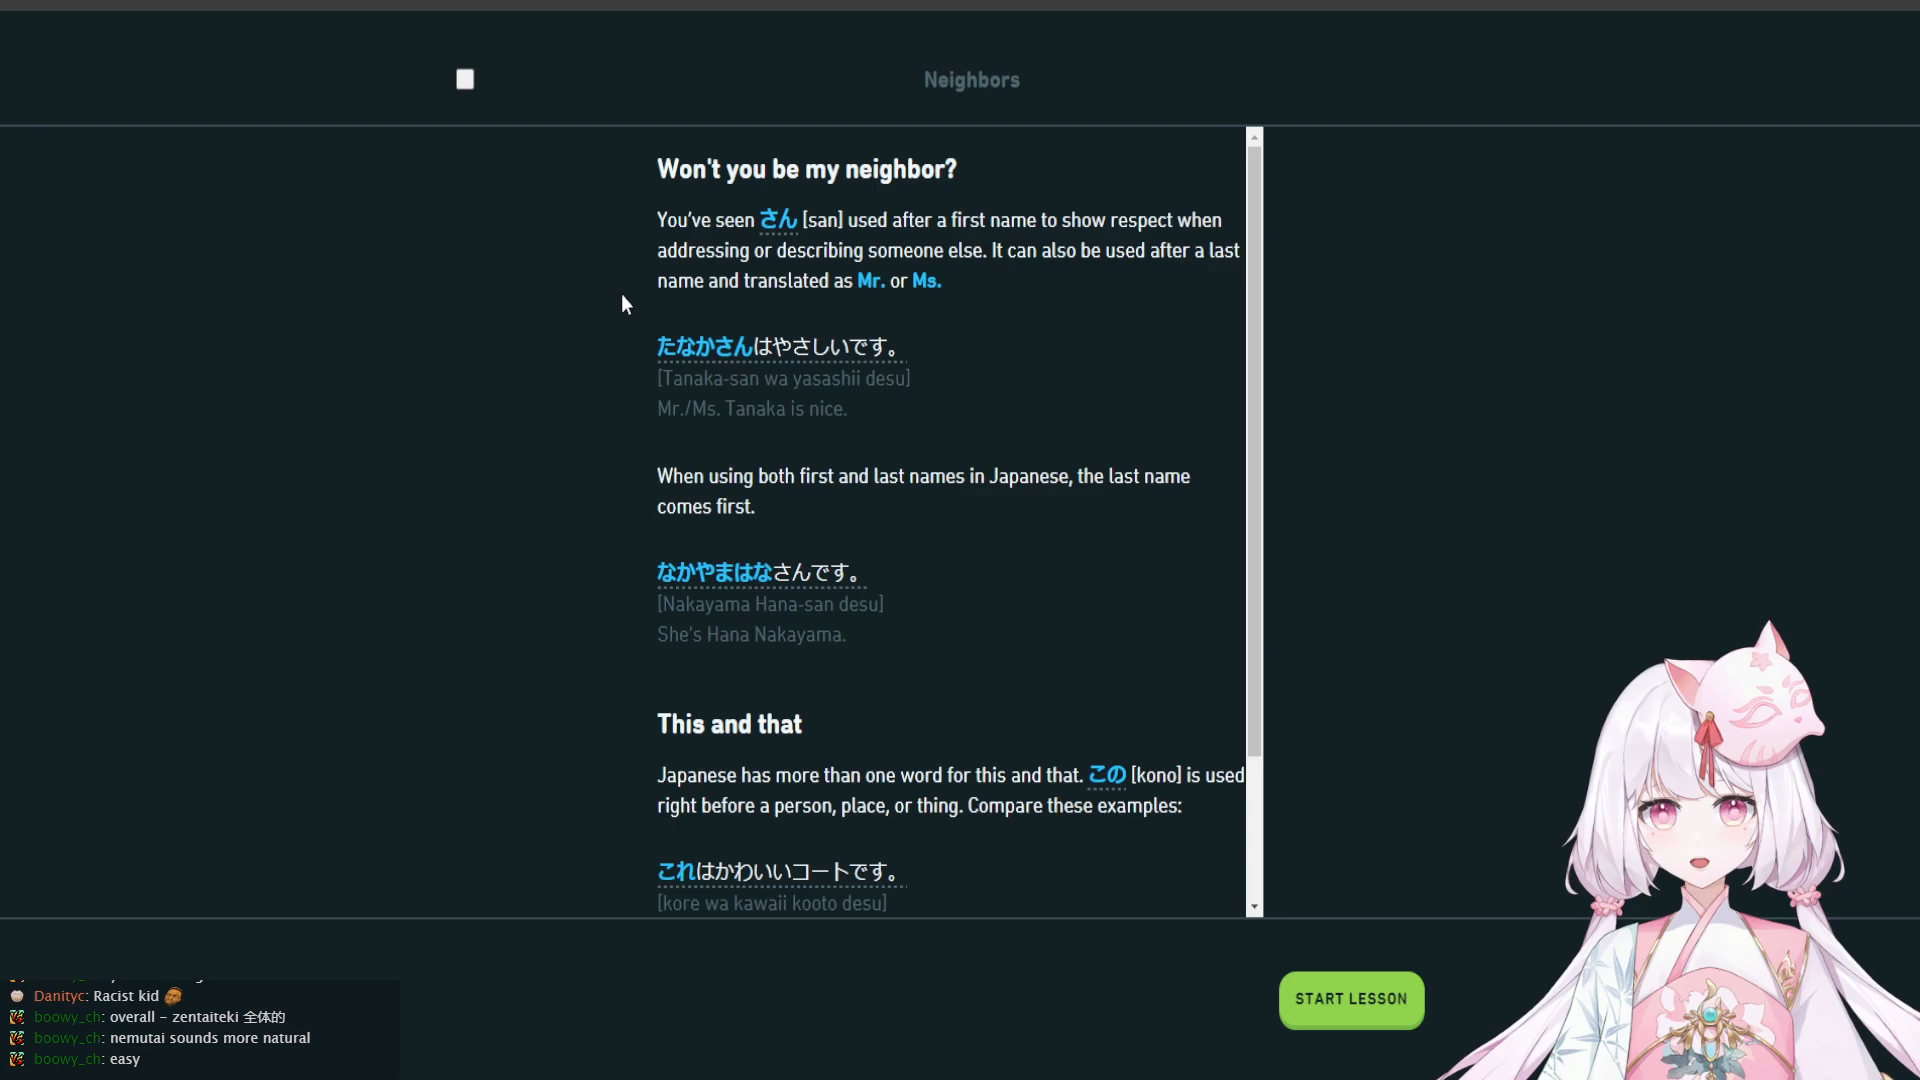 Neighbors
Won't you be my neighbor?
You've seen さん [san] used after a first name to show respect when
addressing or describing someone else. It can also be used after a last
name and translated as Mr. or Ms.
たなかさんはやさしいです。
[Tanaka-san wa yasashii desu]
Mr./Ms. Tanaka is nice.
When using both first and last names in Japanese, the last name
comes first.
なかやまはなさんです。
[Nakayama Hana-san desu]
She's Hana Nakayama.
This and that
Japanese has more than one word for this and that. この [kono] is used
right before a person, place, or thing. Compare these examples:
これはかわいいコートです。
[kore wa kawaii kooto desu]
START LESSON
Danityc: Racist kid
boowy_ch: overall - zentaiteki 全体的
boowy_ch: nemutai sounds more natural
boowy_ch: easy